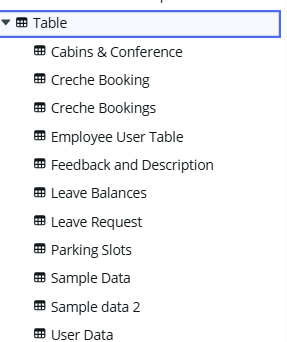 Table
Cabins & Conference
Creche Booking
Creche Bookings
Employee User Table
Feedback and Description
Leave Balances
Leave Request
Parking Slots
Sample Data
Sample data 2
User Data